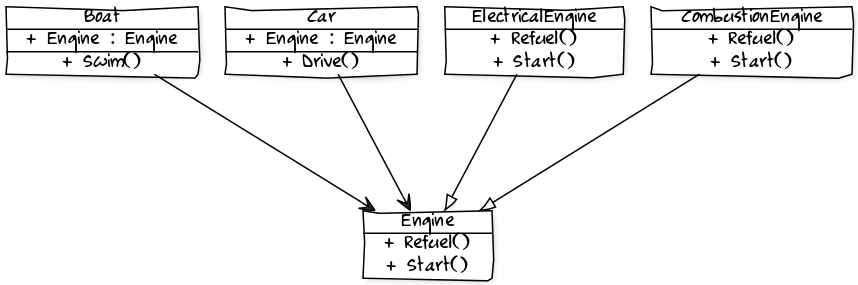 Boat
+ Engine : Engine
+ Swim()
Car
+ Engine : Engine
+ Drive()
ElectricalEngine
+ Refuel()
+ Start()
CombustionEngine
+ Refuel()
+ Start()
Engine
+ Refuel()
+ Start()